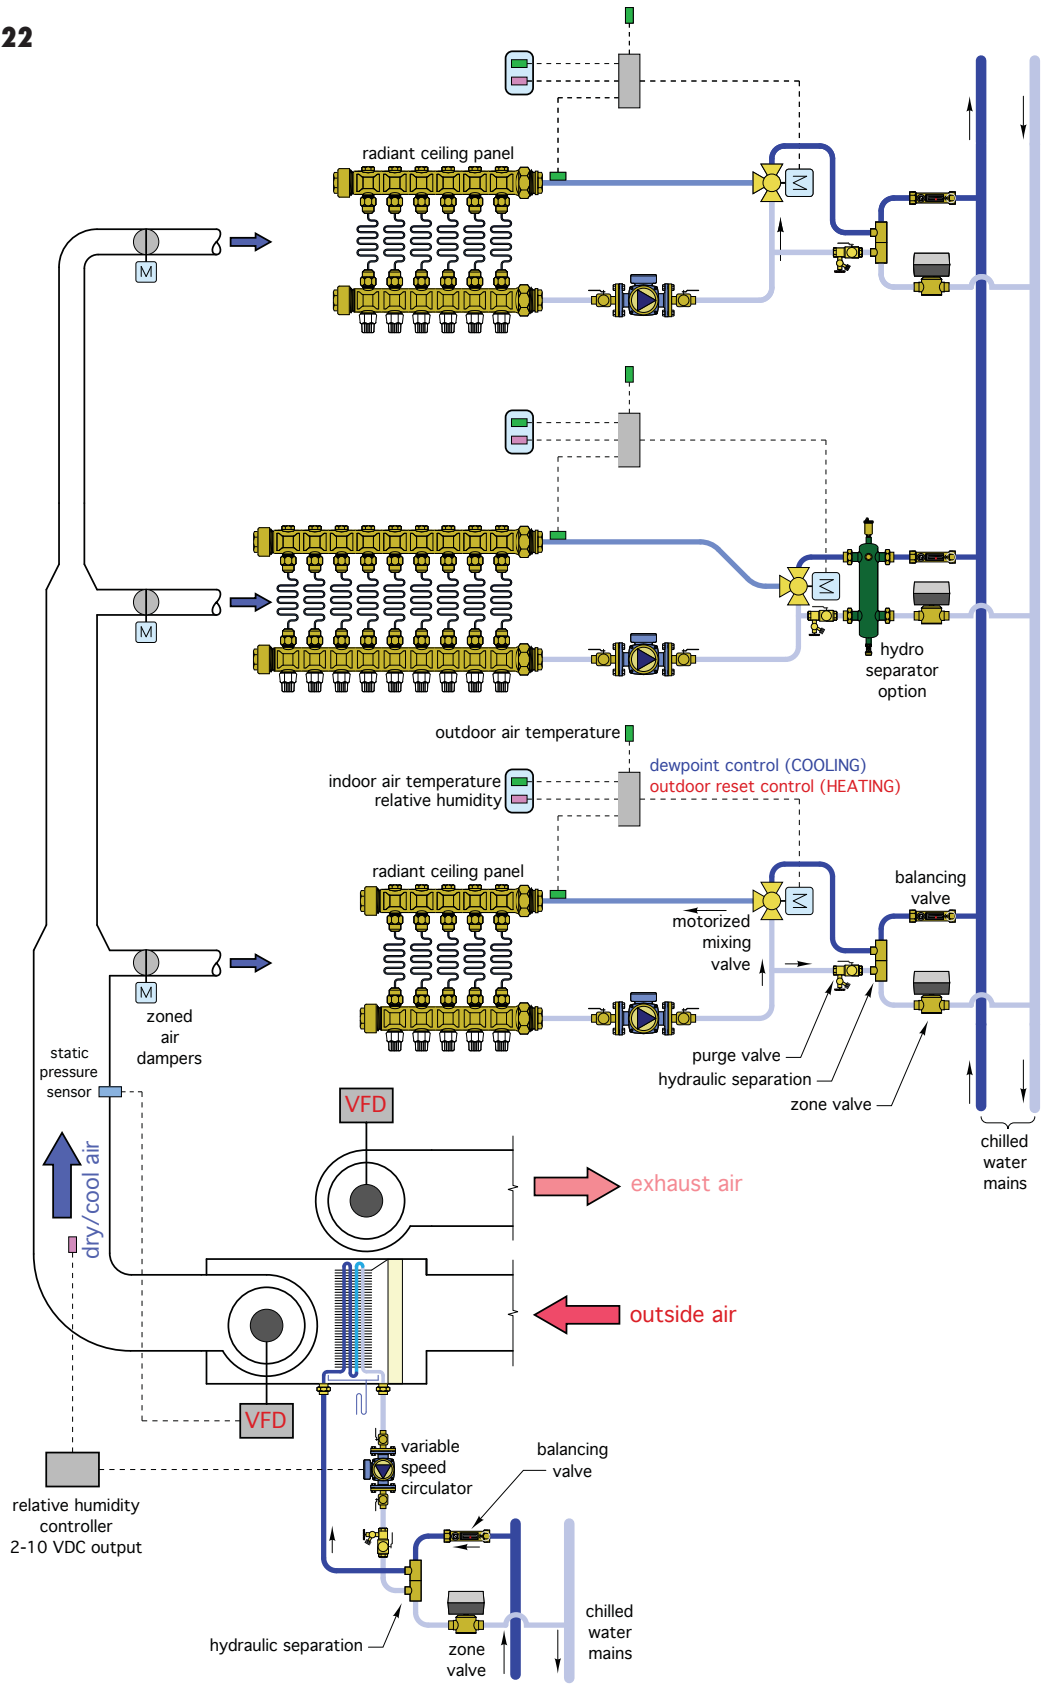 22
radiant ceiling panel
M
M
M
M
hydro
separator
option
outdoor air temperature
indoor air temperature
relative humidity
dewpoint control (COOLING)
outdoor reset control (HEATING)
radiant ceiling panel
M
motorized
mixing
valve
balancing
valve
M
zoned
air
dampers
static
pressure
sensor
purge valve
hydraulic separation
zone valve
VFD
chilled
water
mains
dry/cool air
exhaust air
outside air
VFD
variable
speed
circulator
balancing
valve
relative humidity
controller
2-10 VDC output
hydraulic separation
zone
valve
chilled
water
mains